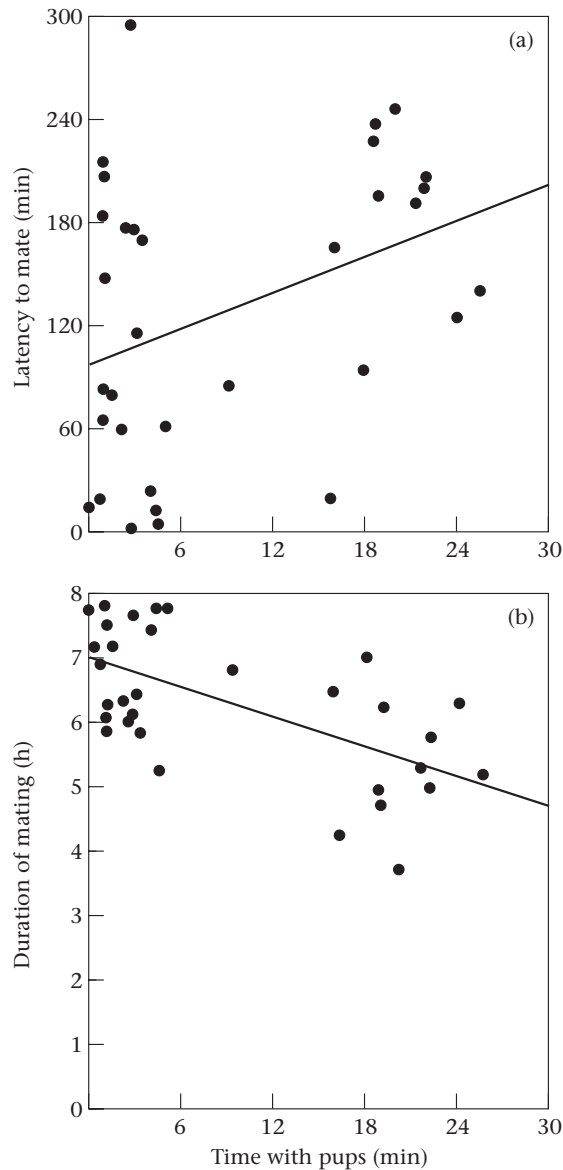 300
(a)
240
180
120
60
0
Latency to mate (min)
6 12 18 24 30
8
(b)
7
6
5
4
3
2
1
0
Duration of mating (h)
6 12 18 24 30
Time with pups (min)